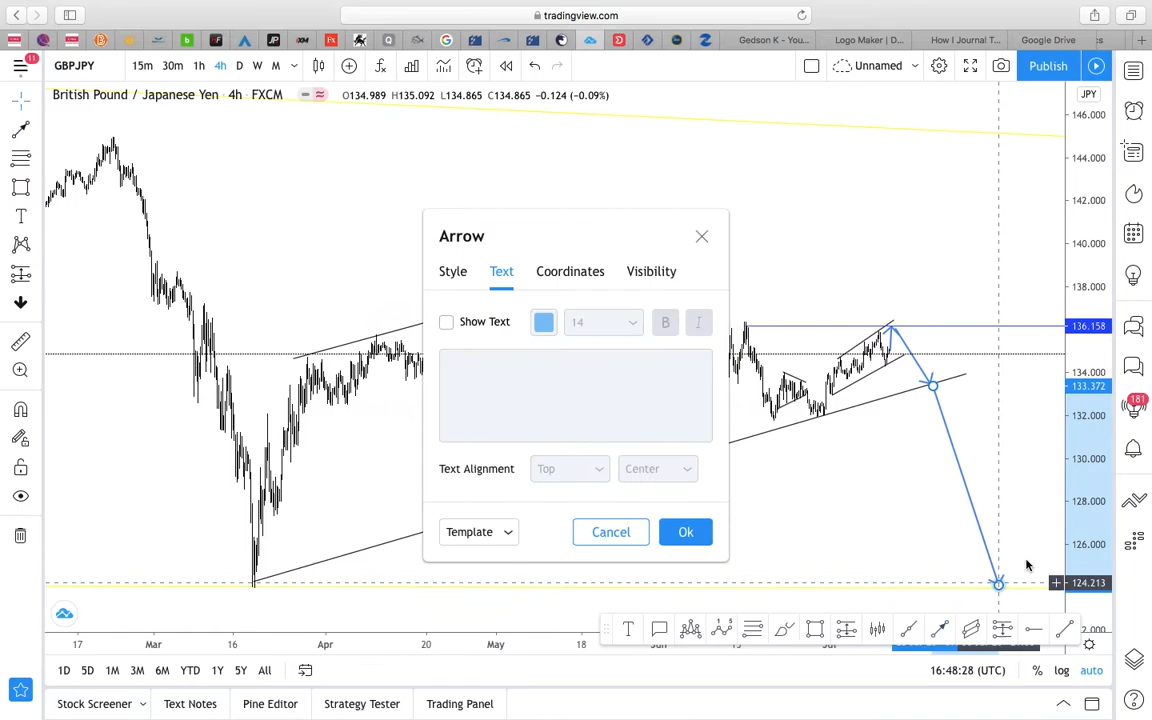 tradingview.com
Gedson K - You...
Logo Maker | D...
How I Journal T...
Google Drive
cs
11
GBPJPY
15m 30m 1h 4h D W M
Unnamed
Publish
British Pound / Japanese Yen · 4h · FXCM
O134.989 H135.092 L134.865 C134.865 -0.124 (-0.09%)
JPY
146.000
144.000
142.000
140.000
138.000
136.158
134.000
133.372
132.000
130.000
128.000
126.000
124.213
Arrow
Style
Text
Coordinates
Visibility
Show Text
14
B
I
Text Alignment
Top
Center
Template
Cancel
Ok
181
17
Mar
16
Apr
20
May
18
1D 5D 1M 3M 6M YTD 1Y 5Y All
16:48:28 (UTC)
%
log
auto
Stock Screener
Text Notes
Pine Editor
Strategy Tester
Trading Panel